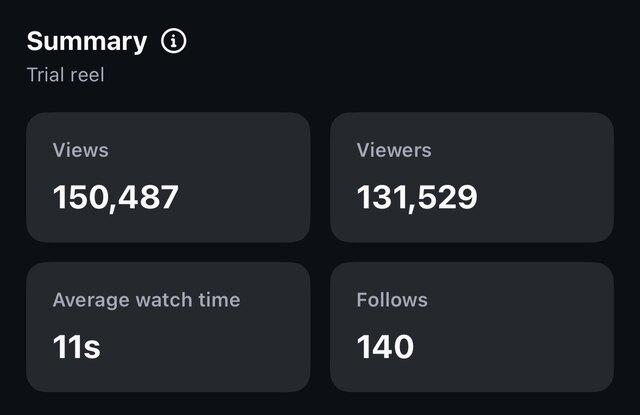 Summary
Trial reel
Views
150,487
Viewers
131,529
Average watch time
11s
Follows
140